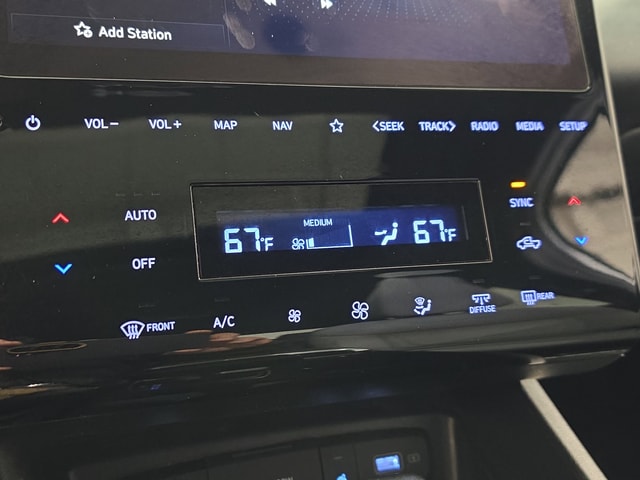 Add Station
VOL− VOL+ MAP NAV <SEEK TRACK> RADIO MEDIA SETUP
AUTO SYNC
MEDIUM
67°F 67°F
OFF
FRONT A/C DIFFUSE REAR